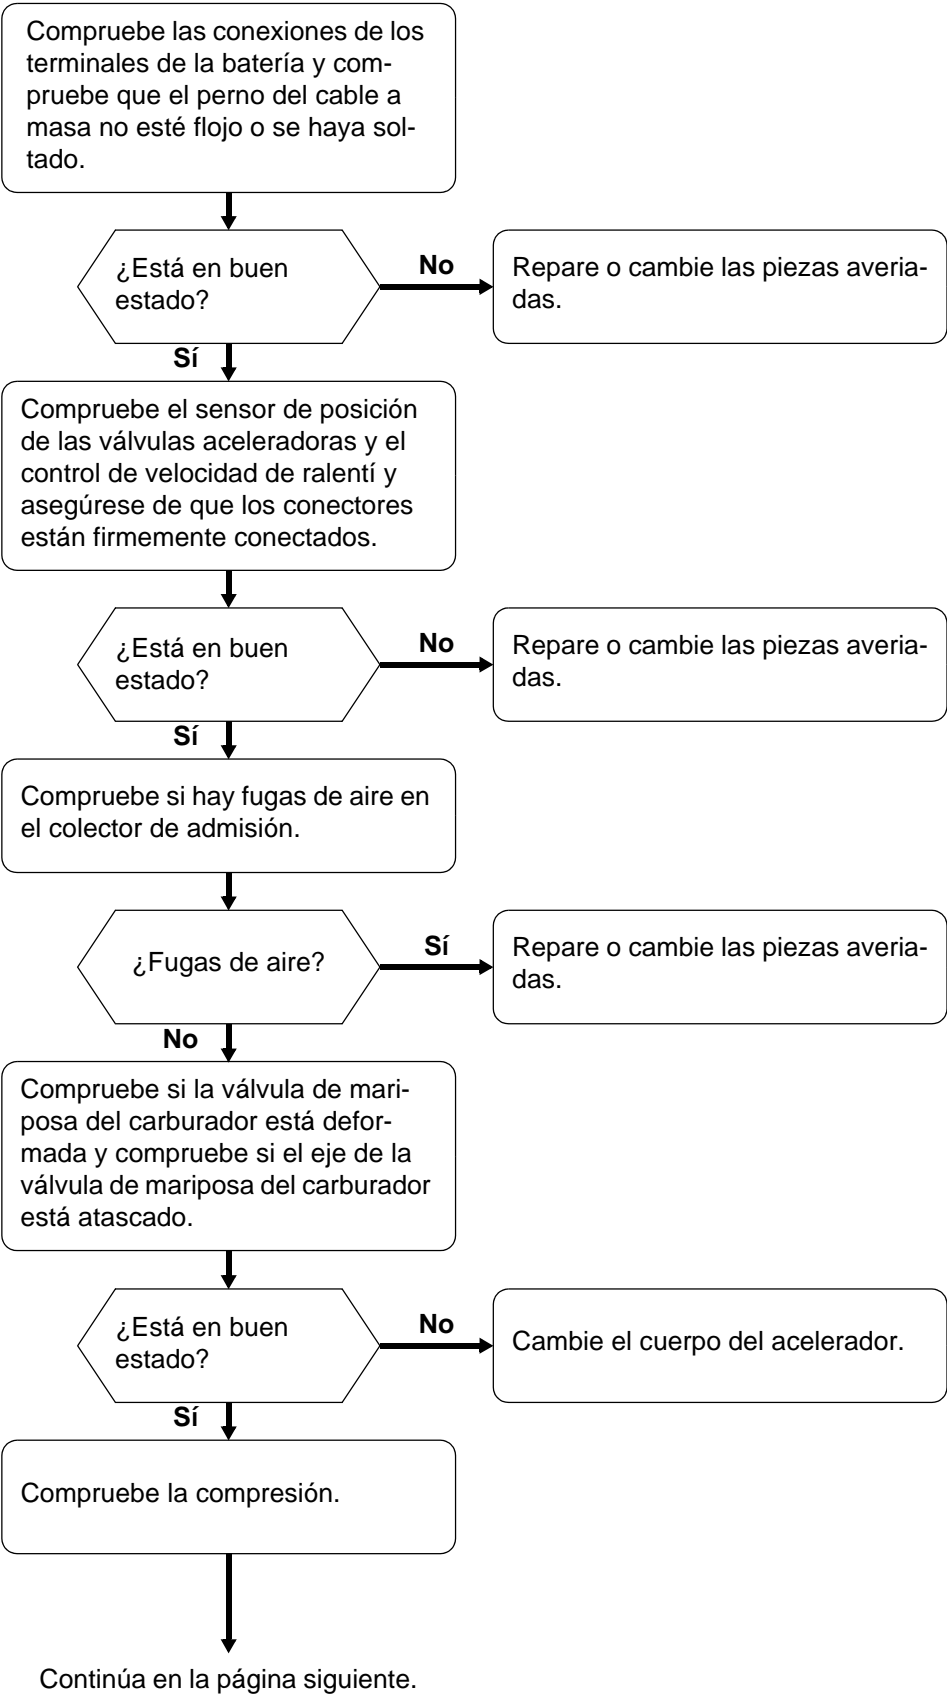 Compruebe las conexiones de los
terminales de la batería y com-
pruebe que el perno del cable a
masa no esté flojo o se haya sol-
tado.
¿Está en buen
estado?
No
Repare o cambie las piezas averia-
das.
Sí
Compruebe el sensor de posición
de las válvulas aceleradoras y el
control de velocidad de ralentí y
asegúrese de que los conectores
están firmemente conectados.
¿Está en buen
estado?
No
Repare o cambie las piezas averia-
das.
Sí
Compruebe si hay fugas de aire en
el colector de admisión.
¿Fugas de aire?
Sí
Repare o cambie las piezas averia-
das.
No
Compruebe si la válvula de mari-
posa del carburador está defor-
mada y compruebe si el eje de la
válvula de mariposa del carburador
está atascado.
¿Está en buen
estado?
No
Cambie el cuerpo del acelerador.
Sí
Compruebe la compresión.
Continúa en la página siguiente.